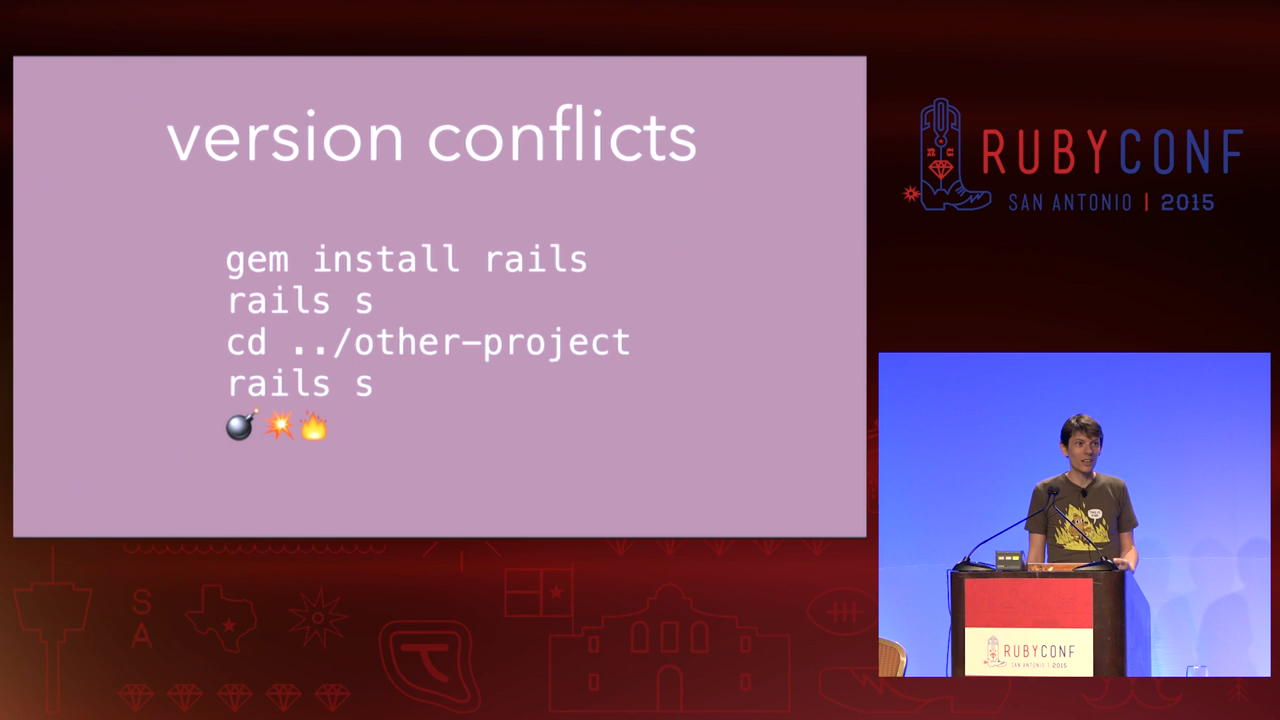 version conflicts
gem install rails
rails s
cd ../other-project
rails s
💣💥🔥
RUBYCONF
SAN ANTONIO | 2015
S
A
RUBYCONF
SAN ANTONIO | 2015